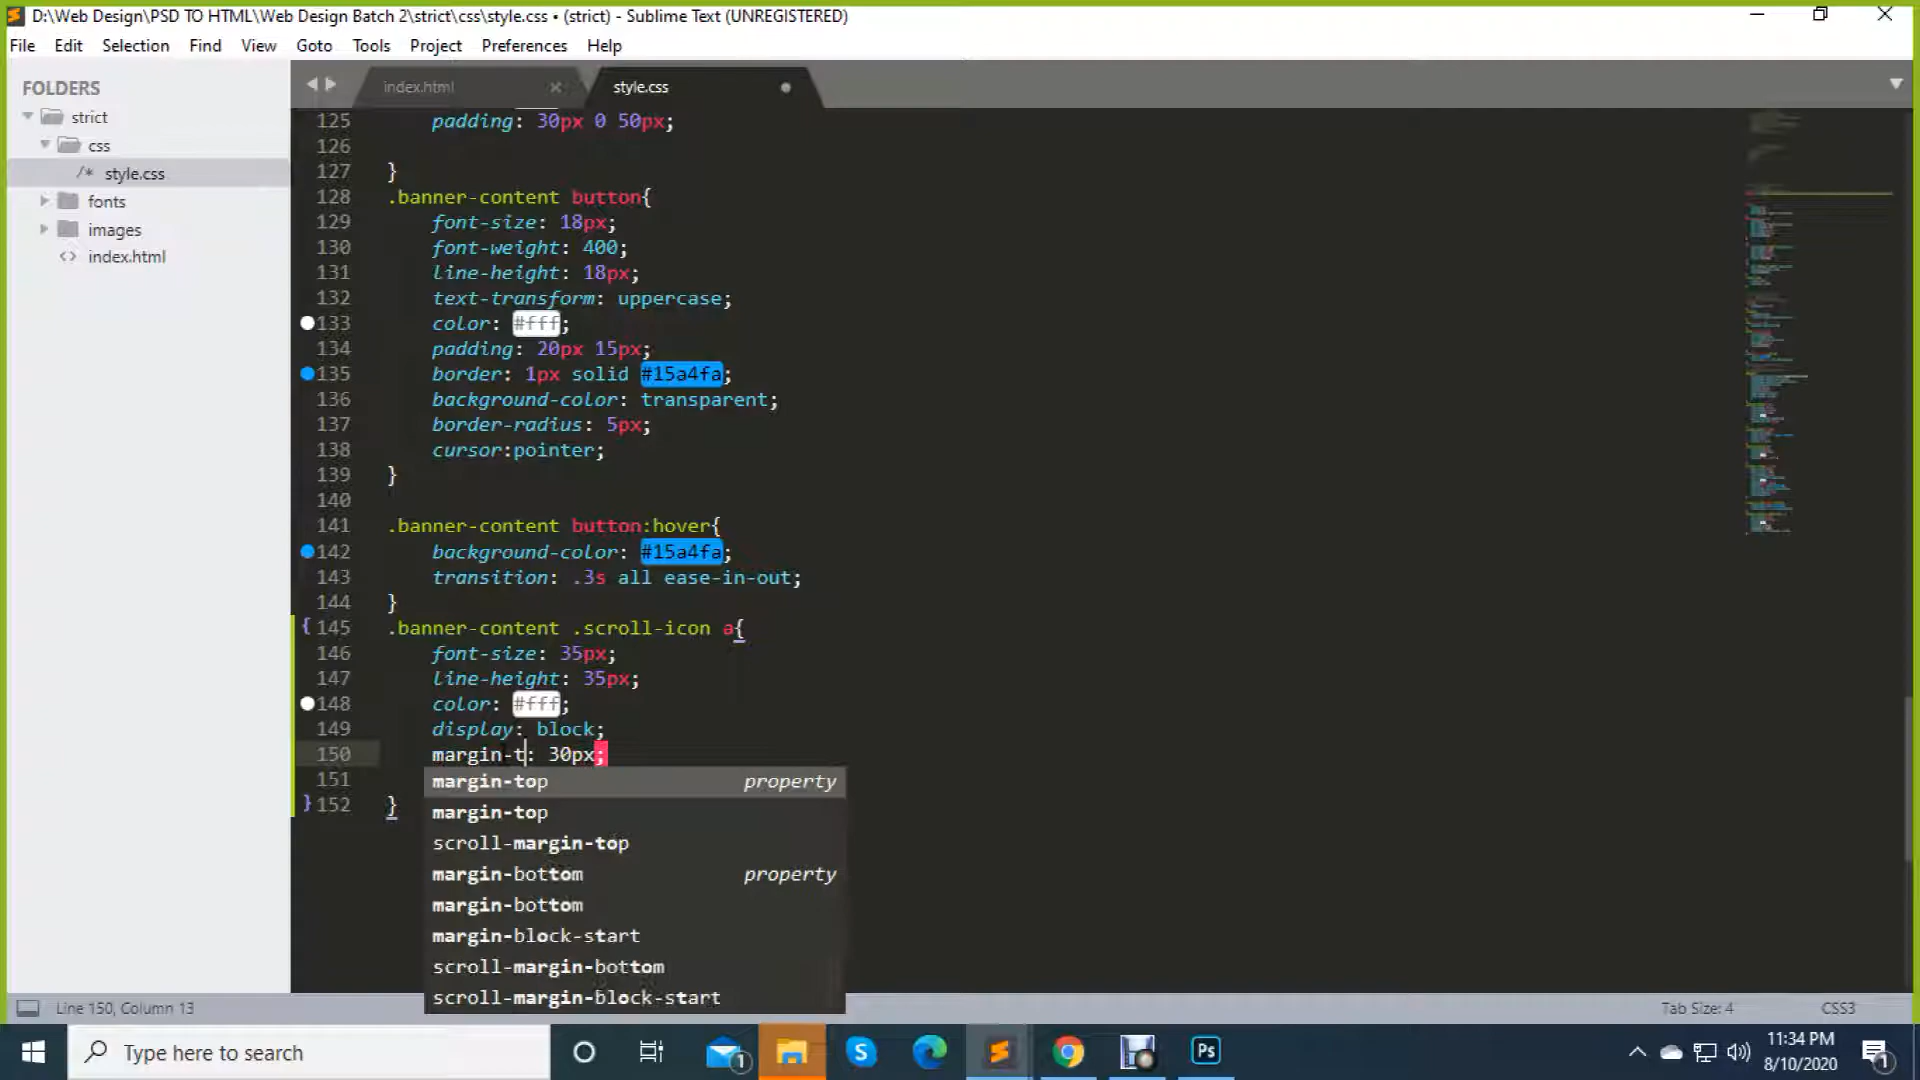 D:\Web Design\PSD TO HTML\Web Design Batch 2\strict\css\style.css • (strict) - Sublime Text (UNREGISTERED)
File Edit Selection Find View Goto Tools Project Preferences Help
FOLDERS
strict
css
/* style.css
fonts
images
<> index.html
index.html
style.css
125 padding: 30px 0 50px;
126
127 }
128 .banner-content button{
129 font-size: 18px;
130 font-weight: 400;
131 line-height: 18px;
132 text-transform: uppercase;
133 color: #fff;
134 padding: 20px 15px;
135 border: 1px solid #15a4fa;
136 background-color: transparent;
137 border-radius: 5px;
138 cursor:pointer;
139 }
140
141 .banner-content button:hover{
142 background-color: #15a4fa;
143 transition: .3s all ease-in-out;
144 }
{ 145 .banner-content .scroll-icon a{
146 font-size: 35px;
147 line-height: 35px;
148 color: #fff;
149 display: block;
150 margin-t: 30px;
151
} 152 }
margin-top property
margin-top
scroll-margin-top
margin-bottom property
margin-bottom
margin-block-start
scroll-margin-bottom
scroll-margin-block-start
Line 150, Column 13
Tab Size: 4
CSS3
Type here to search
1
S
Ps
11:34 PM
8/10/2020
1